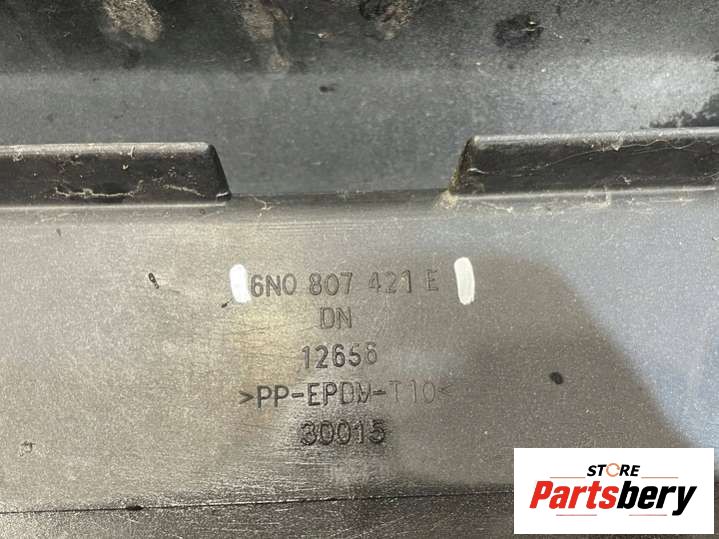 6N0 807 421 E
DN
12656
>PP-EPDM-T10<
30015
STORE
Partsbery